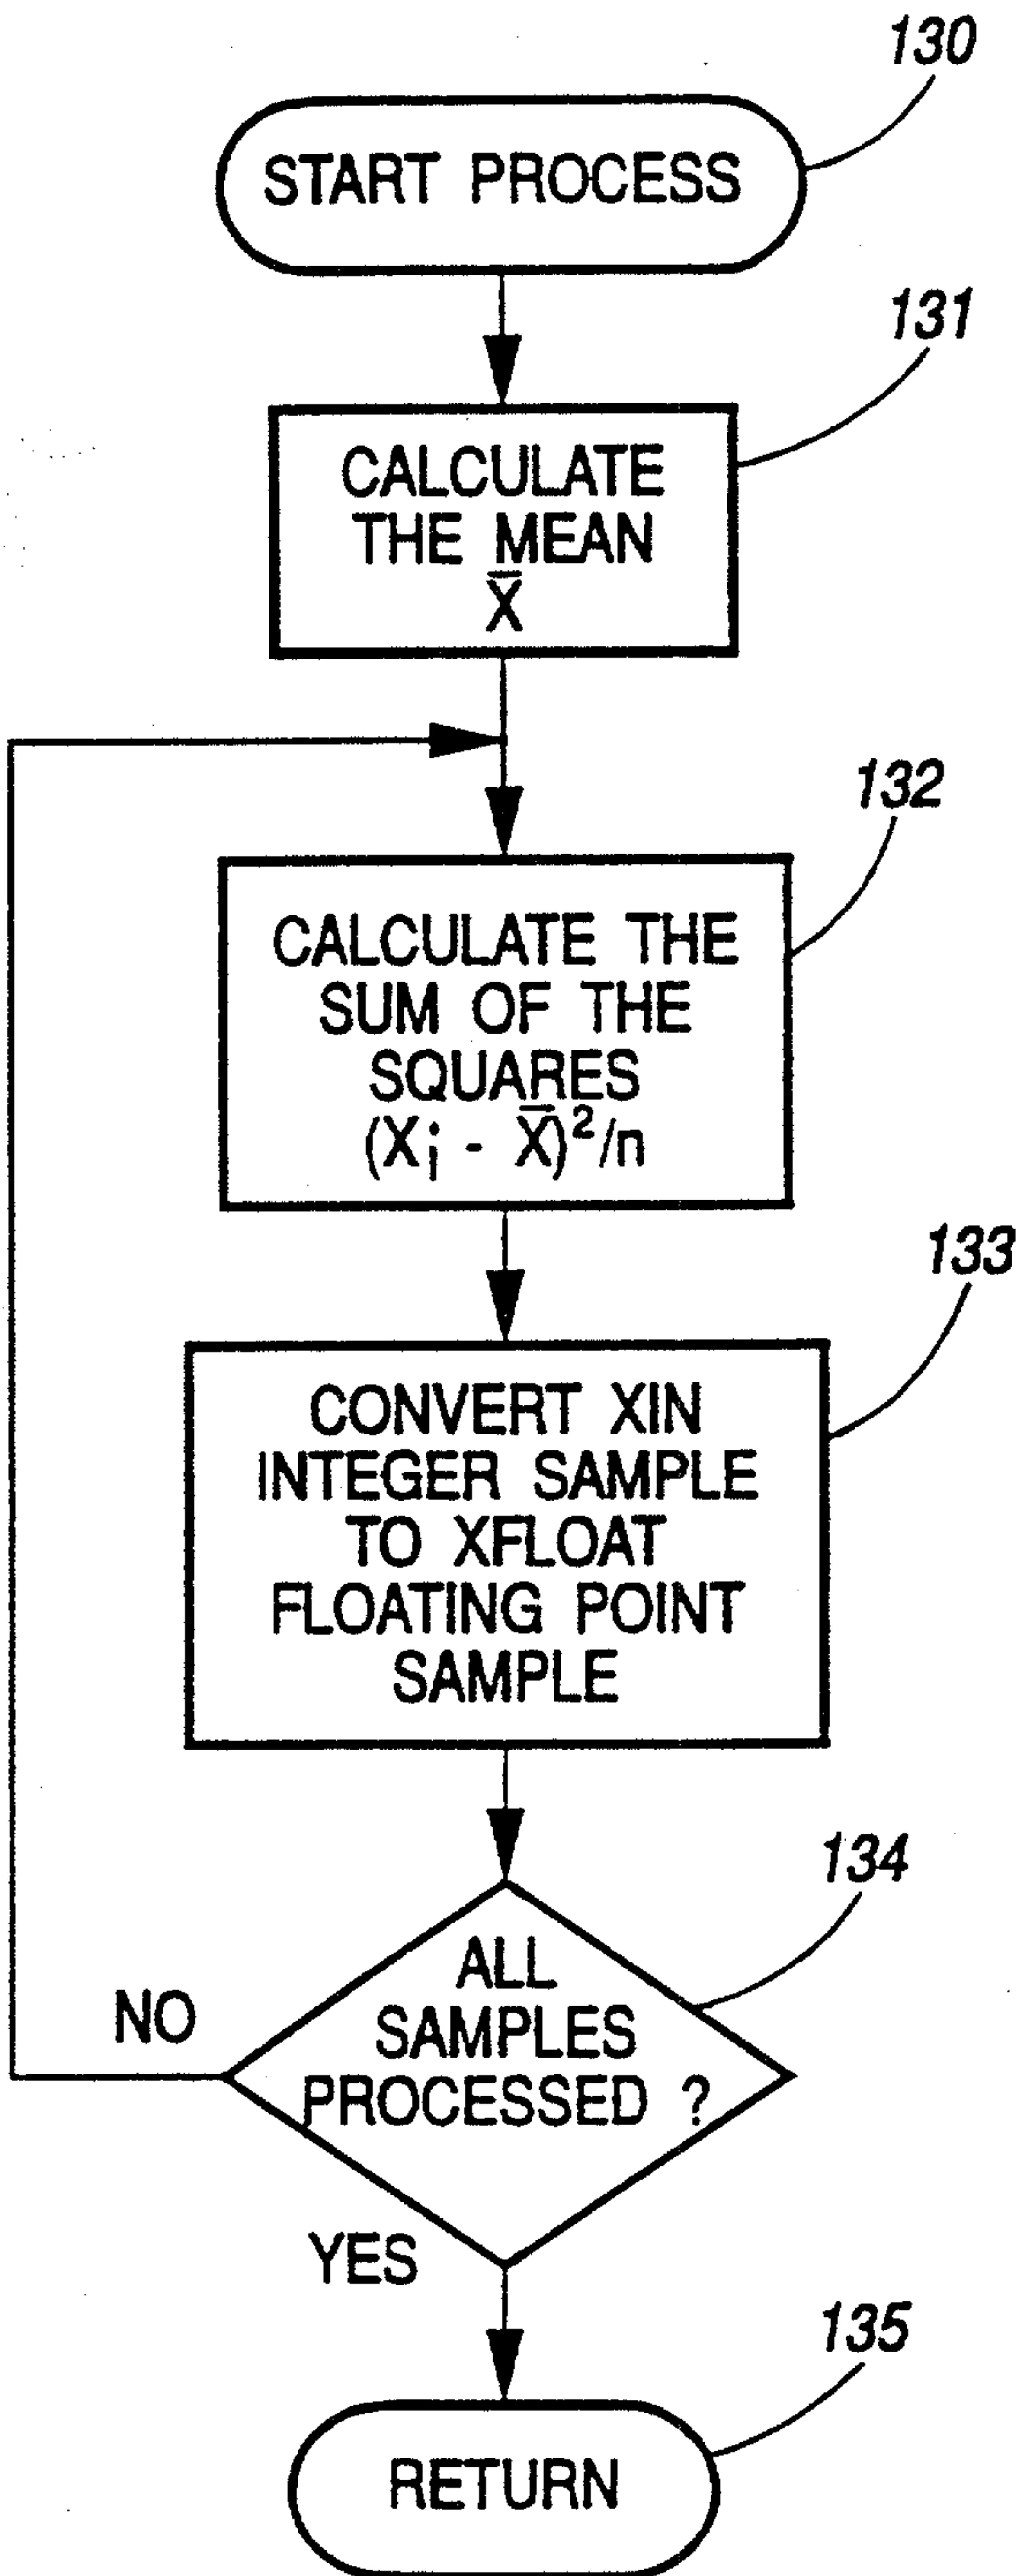 130
START PROCESS
131
CALCULATE
THE MEAN
X̅
132
CALCULATE THE
SUM OF THE
SQUARES
(Xi - X̅)²/n
133
CONVERT XIN
INTEGER SAMPLE
TO XFLOAT
FLOATING POINT
SAMPLE
134
ALL
SAMPLES
PROCESSED ?
NO
YES
135
RETURN